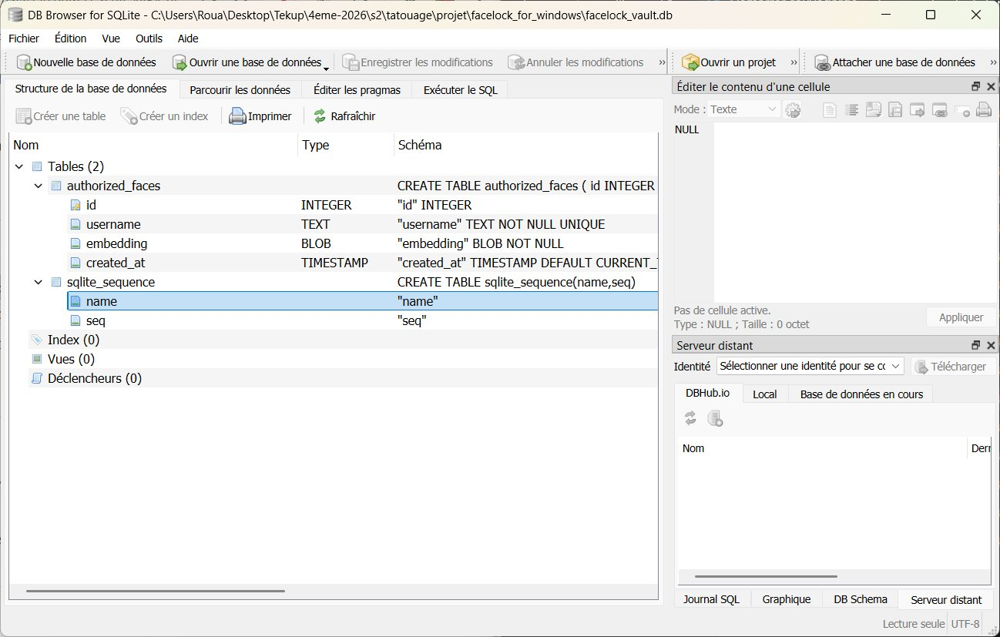 DB Browser for SQLite - C:\Users\Roua\Desktop\Tekup\4eme-2026\s2\tatouage\projet\facelock_for_windows\facelock_vault.db
Fichier Édition Vue Outils Aide
Nouvelle base de données Ouvrir une base de données Enregistrer les modifications Annuler les modifications » Ouvrir un projet » Attacher une base de données »
Structure de la base de données Parcourir les données Éditer les pragmas Exécuter le SQL
Créer une table Créer un index Imprimer Rafraîchir
Nom Type Schéma
Tables (2)
authorized_faces CREATE TABLE authorized_faces ( id INTEGER
id INTEGER "id" INTEGER
username TEXT "username" TEXT NOT NULL UNIQUE
embedding BLOB "embedding" BLOB NOT NULL
created_at TIMESTAMP "created_at" TIMESTAMP DEFAULT CURRENT_
sqlite_sequence CREATE TABLE sqlite_sequence(name,seq)
name "name"
seq "seq"
Index (0)
Vues (0)
Déclencheurs (0)
Éditer le contenu d'une cellule
Mode : Texte
NULL
Pas de cellule active.
Type : NULL ; Taille : 0 octet
Appliquer
Serveur distant
Identité Sélectionner une identité pour se co Télécharger
DBHub.io Local Base de données en cours
Nom Derr
Journal SQL Graphique DB Schema Serveur distant
Lecture seule UTF-8